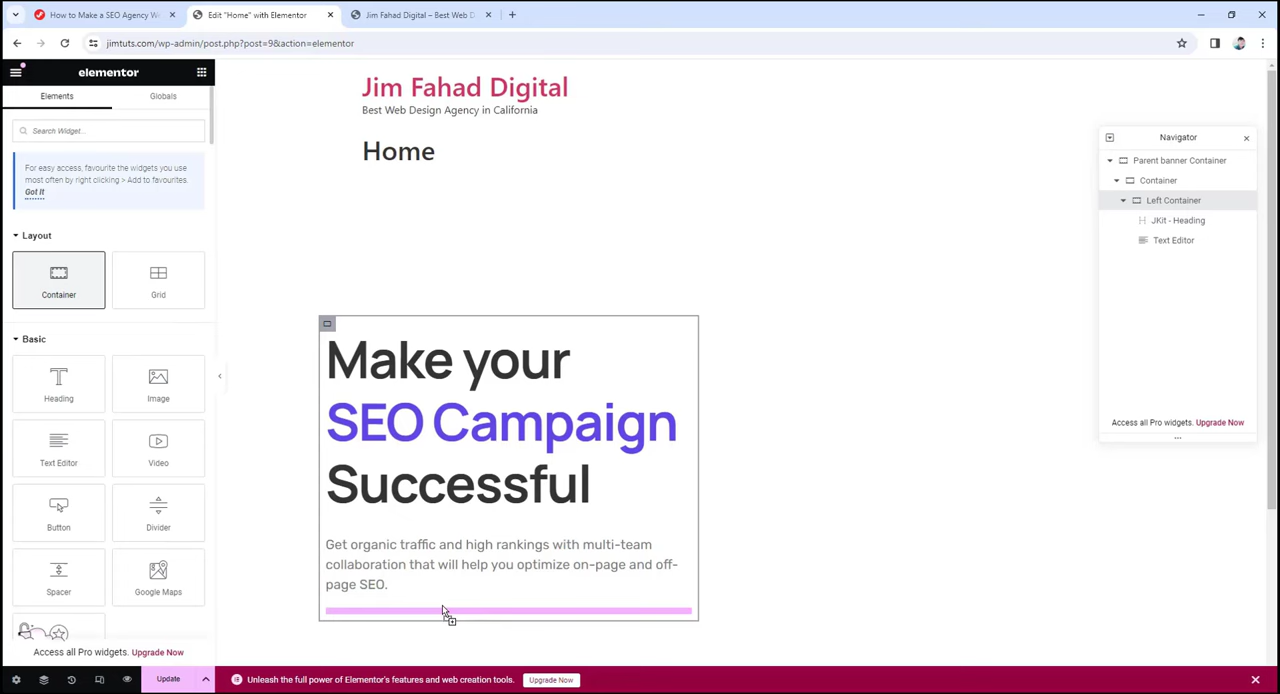 How to Make a SEO Agency We
Edit "Home" with Elementor
Jim Fahad Digital – Best Web D
jimtuts.com/wp-admin/post.php?post=9&action=elementor
elementor
Elements
Globals
Search Widget...
For easy access, favourite the widgets you use
most often by right clicking > Add to favourites.
Got It
Layout
Container
Grid
Basic
Heading
Image
Text Editor
Video
Button
Divider
Spacer
Google Maps
Access all Pro widgets. Upgrade Now
Update
Jim Fahad Digital
Best Web Design Agency in California
Home
Make your
SEO Campaign
Successful
Get organic traffic and high rankings with multi-team
collaboration that will help you optimize on-page and off-
page SEO.
Navigator
Parent banner Container
Container
Left Container
JKit - Heading
Text Editor
Access all Pro widgets. Upgrade Now
Unleash the full power of Elementor's features and web creation tools.
Upgrade Now